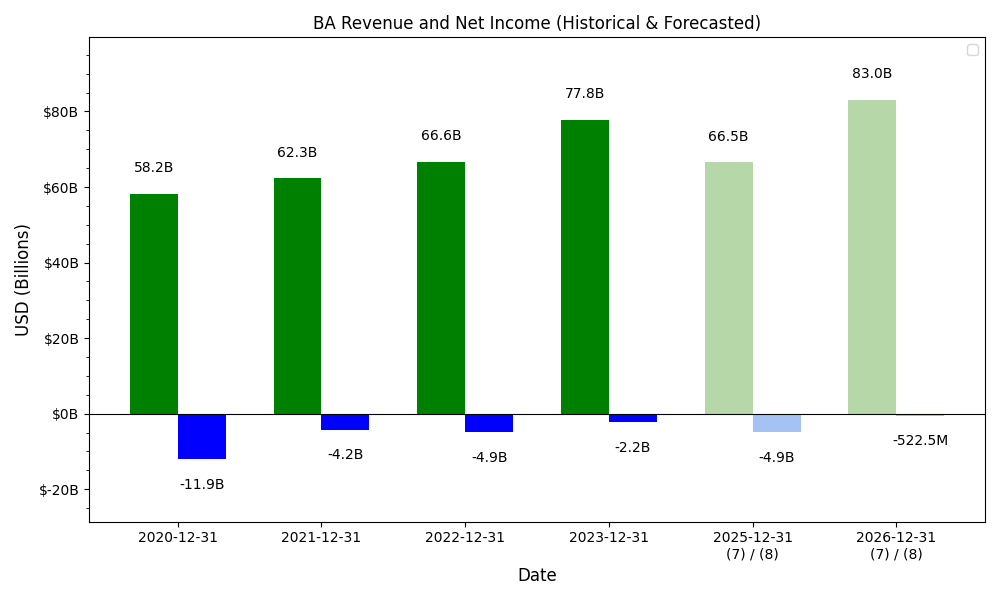 BA Revenue and Net Income (Historical & Forecasted)
USD (Billions)
$80B
$60B
$40B
$20B
$0B
$-20B
58.2B
62.3B
66.6B
77.8B
66.5B
83.0B
-11.9B
-4.2B
-4.9B
-2.2B
-4.9B
-522.5M
2020-12-31
2021-12-31
2022-12-31
2023-12-31
2025-12-31
(7) / (8)
2026-12-31
(7) / (8)
Date